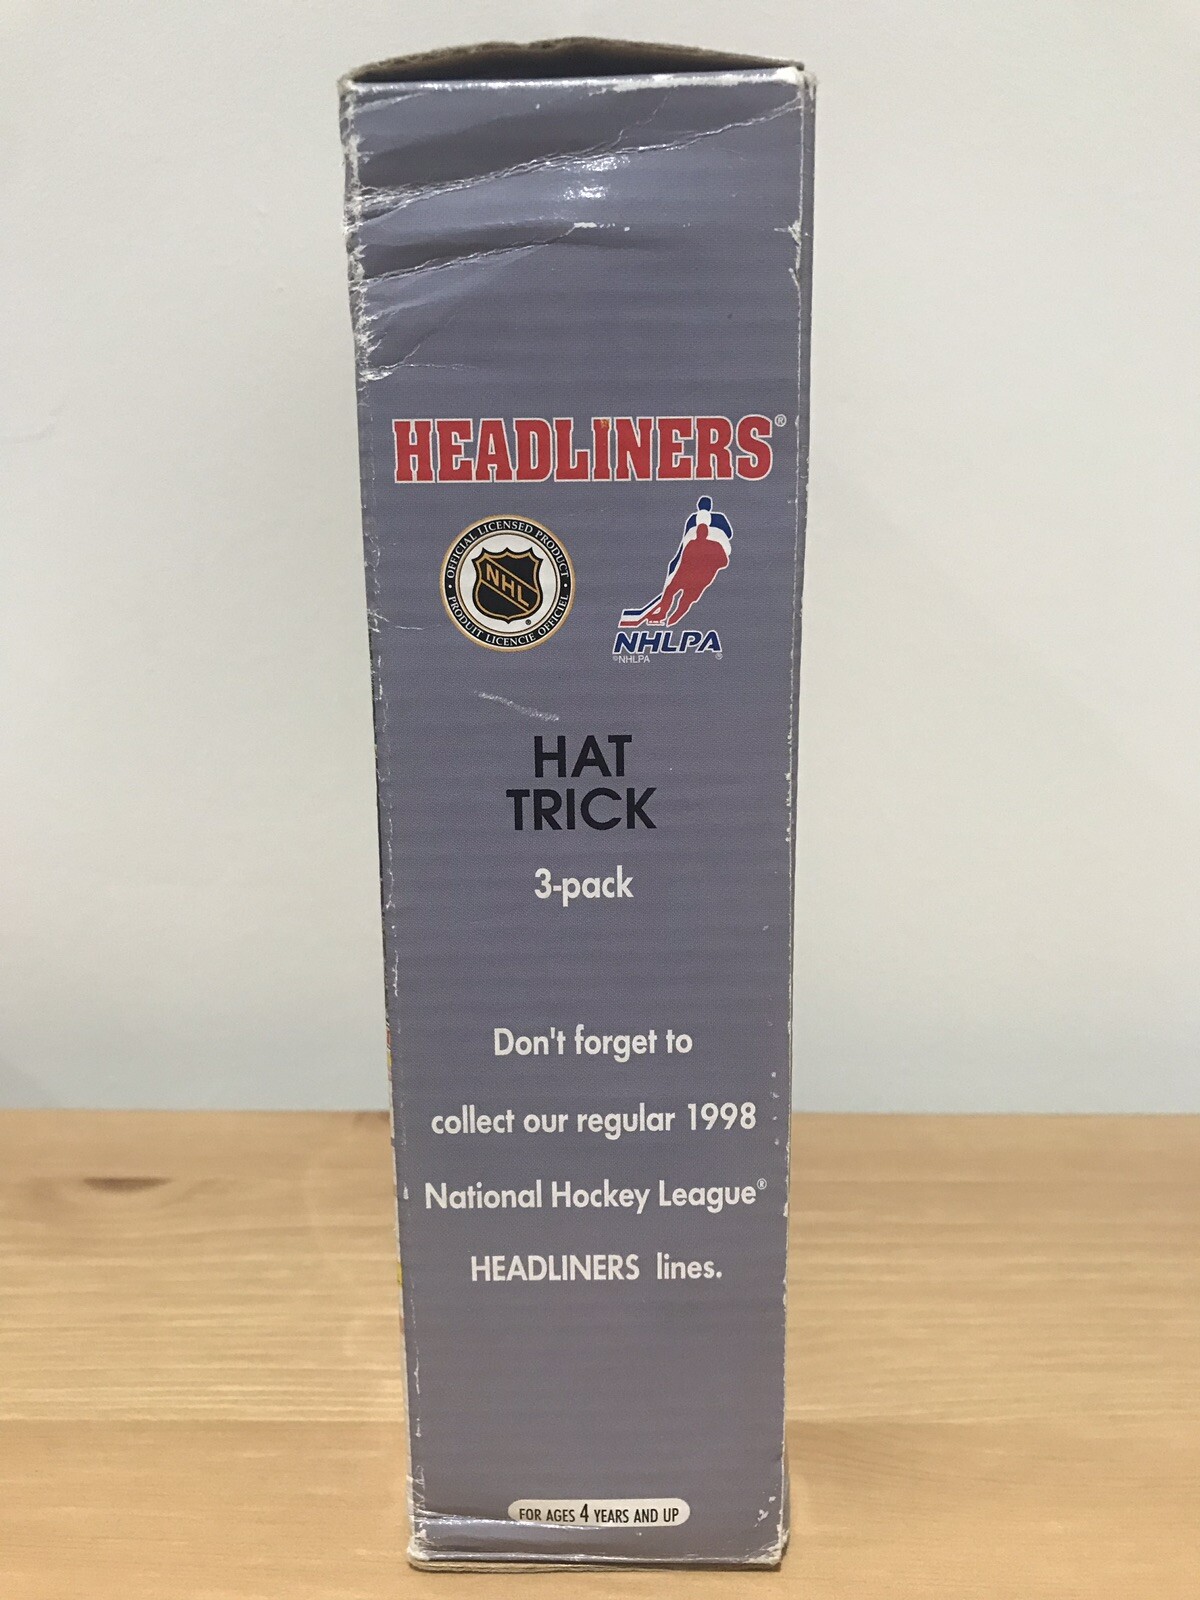 HEADLINERS®
OFFICIAL LICENSED PRODUCT
NHL ®
PRODUIT LICENCIE OFFICIEL
NHLPA
©NHLPA ®
HAT
TRICK
3-pack
Don't forget to
collect our regular 1998
National Hockey League®
HEADLINERS lines.
FOR AGES 4 YEARS AND UP